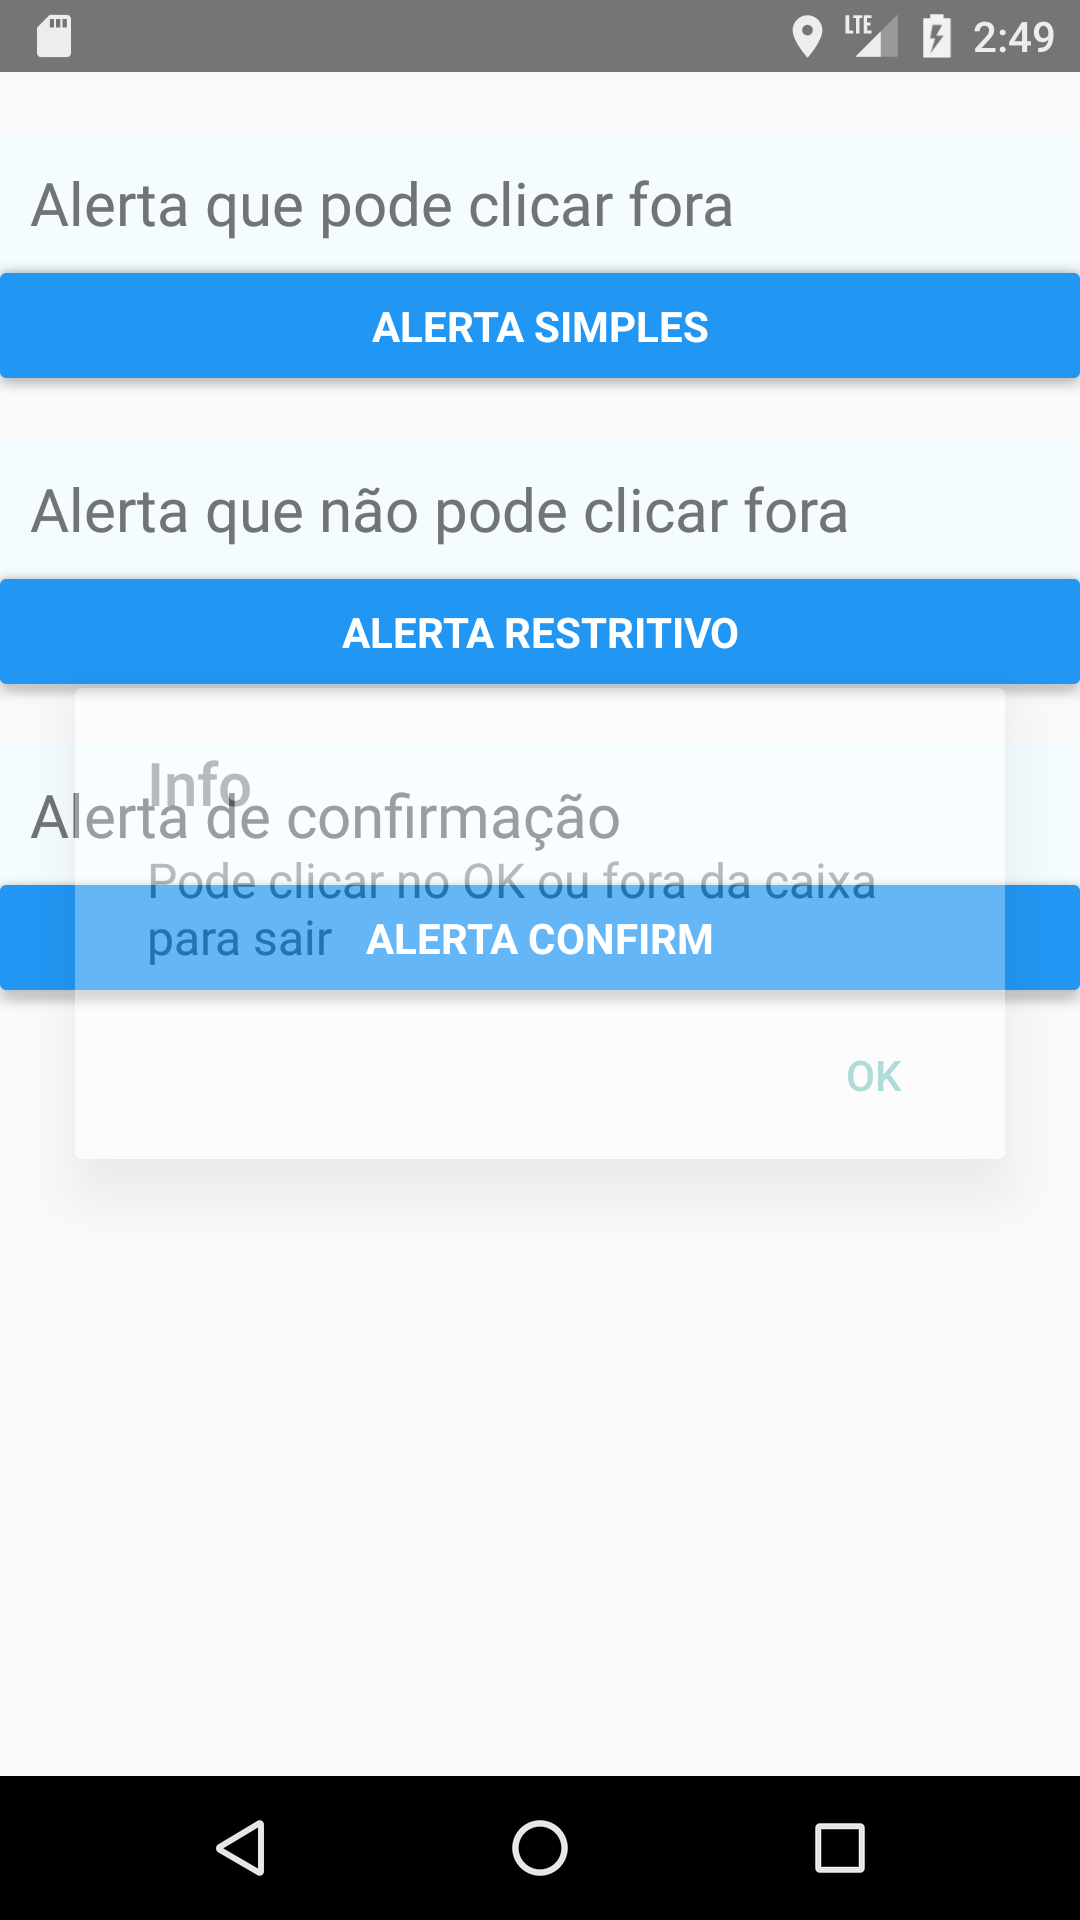 LTE 2:49
Alerta que pode clicar fora
ALERTA SIMPLES
Alerta que não pode clicar fora
ALERTA RESTRITIVO
Info
Alerta de confirmação
Pode clicar no OK ou fora da caixa
para sair
ALERTA CONFIRM
OK